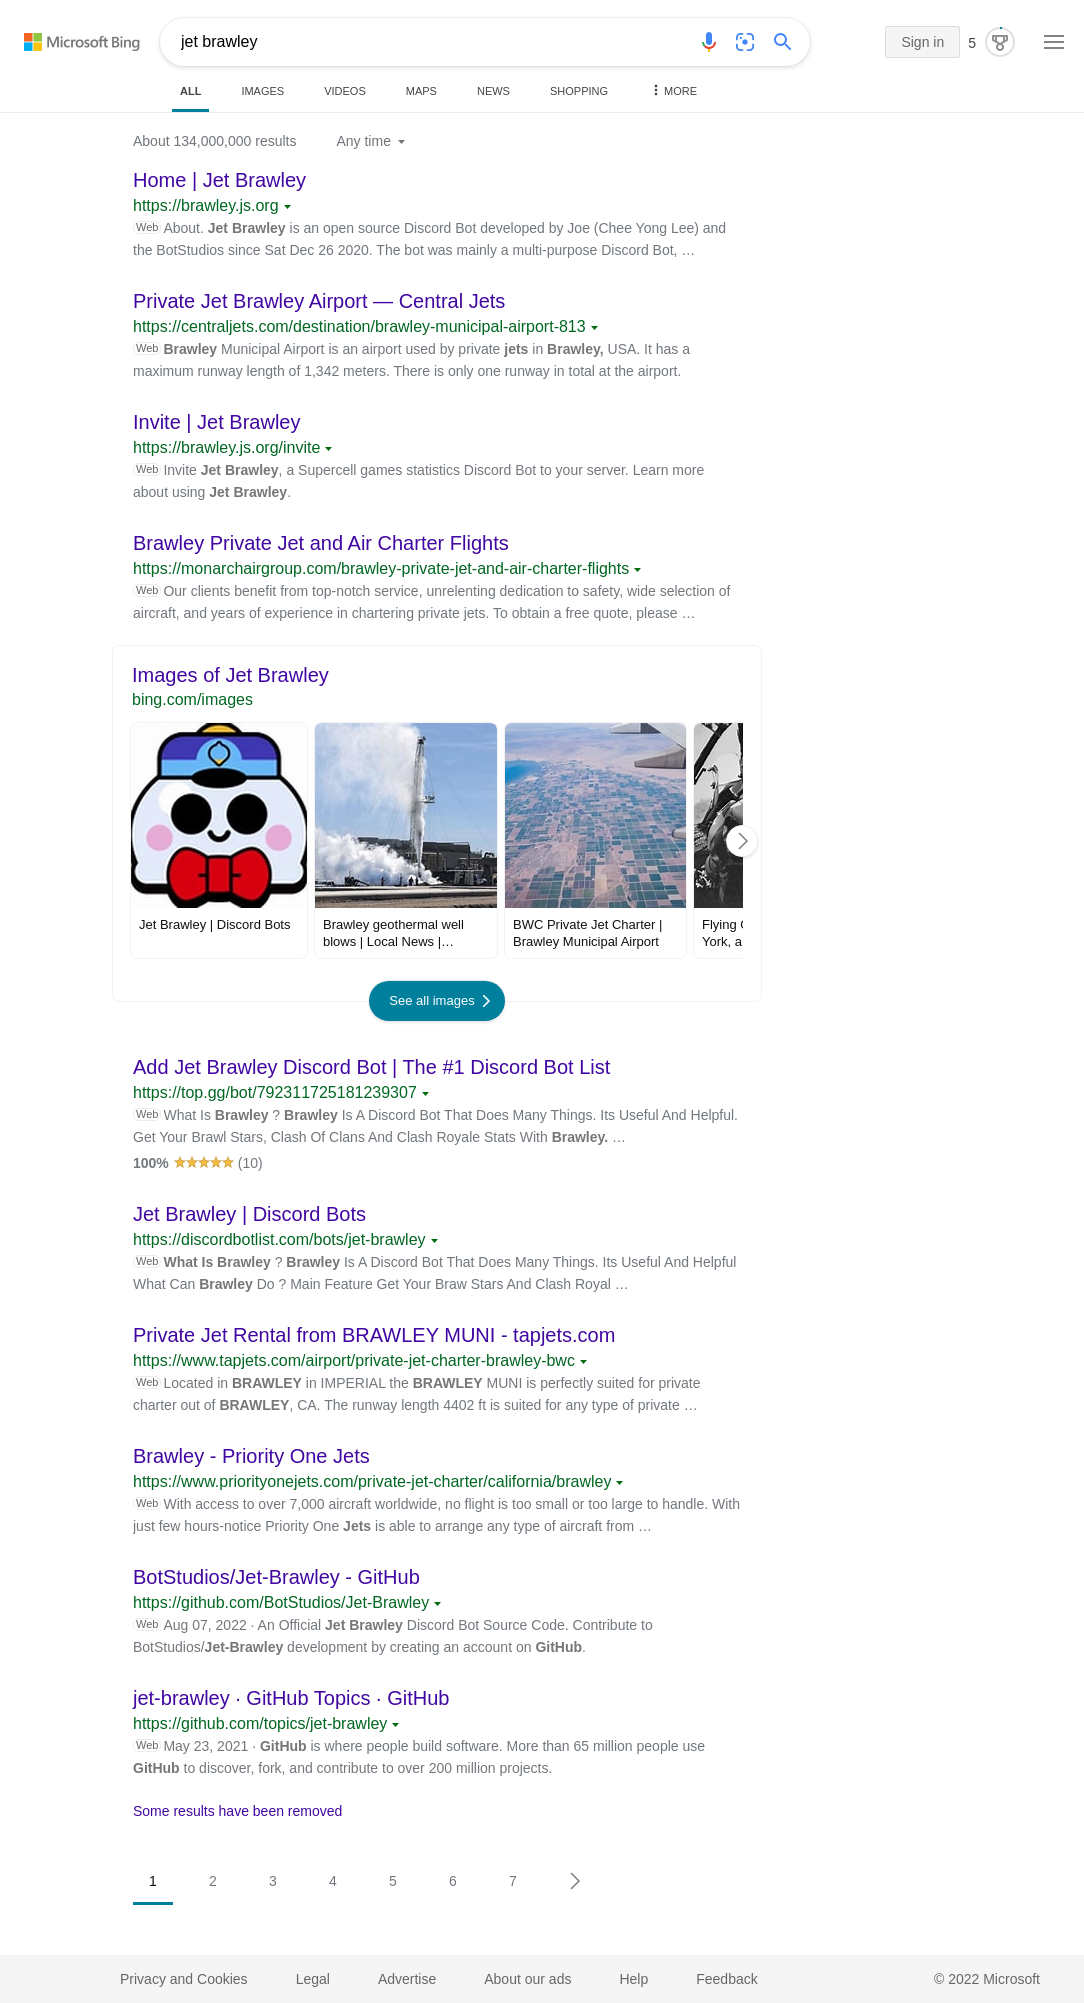 Microsoft Bing
jet brawley
Sign in
5
ALL
IMAGES
VIDEOS
MAPS
NEWS
SHOPPING
MORE
About 134,000,000 results
Any time
Home | Jet Brawley
https://brawley.js.org
Web About. Jet Brawley is an open source Discord Bot developed by Joe (Chee Yong Lee) and
the BotStudios since Sat Dec 26 2020. The bot was mainly a multi-purpose Discord Bot, …
Private Jet Brawley Airport — Central Jets
https://centraljets.com/destination/brawley-municipal-airport-813
Web Brawley Municipal Airport is an airport used by private jets in Brawley, USA. It has a
maximum runway length of 1,342 meters. There is only one runway in total at the airport.
Invite | Jet Brawley
https://brawley.js.org/invite
Web Invite Jet Brawley, a Supercell games statistics Discord Bot to your server. Learn more
about using Jet Brawley.
Brawley Private Jet and Air Charter Flights
https://monarchairgroup.com/brawley-private-jet-and-air-charter-flights
Web Our clients benefit from top-notch service, unrelenting dedication to safety, wide selection of
aircraft, and years of experience in chartering private jets. To obtain a free quote, please …
Images of Jet Brawley
bing.com/images
Jet Brawley | Discord Bots
Brawley geothermal well
blows | Local News |…
BWC Private Jet Charter |
Brawley Municipal Airport
Flying
York, a
See all images
Add Jet Brawley Discord Bot | The #1 Discord Bot List
https://top.gg/bot/792311725181239307
Web What Is Brawley ? Brawley Is A Discord Bot That Does Many Things. Its Useful And Helpful.
Get Your Brawl Stars, Clash Of Clans And Clash Royale Stats With Brawley. …
100% (10)
Jet Brawley | Discord Bots
https://discordbotlist.com/bots/jet-brawley
Web What Is Brawley ? Brawley Is A Discord Bot That Does Many Things. Its Useful And Helpful
What Can Brawley Do ? Main Feature Get Your Braw Stars And Clash Royal …
Private Jet Rental from BRAWLEY MUNI - tapjets.com
https://www.tapjets.com/airport/private-jet-charter-brawley-bwc
Web Located in BRAWLEY in IMPERIAL the BRAWLEY MUNI is perfectly suited for private
charter out of BRAWLEY, CA. The runway length 4402 ft is suited for any type of private …
Brawley - Priority One Jets
https://www.priorityonejets.com/private-jet-charter/california/brawley
Web With access to over 7,000 aircraft worldwide, no flight is too small or too large to handle. With
just few hours-notice Priority One Jets is able to arrange any type of aircraft from …
BotStudios/Jet-Brawley - GitHub
https://github.com/BotStudios/Jet-Brawley
Web Aug 07, 2022 · An Official Jet Brawley Discord Bot Source Code. Contribute to
BotStudios/Jet-Brawley development by creating an account on GitHub.
jet-brawley · GitHub Topics · GitHub
https://github.com/topics/jet-brawley
Web May 23, 2021 · GitHub is where people build software. More than 65 million people use
GitHub to discover, fork, and contribute to over 200 million projects.
Some results have been removed
1
2
3
4
5
6
7
Privacy and Cookies
Legal
Advertise
About our ads
Help
Feedback
© 2022 Microsoft